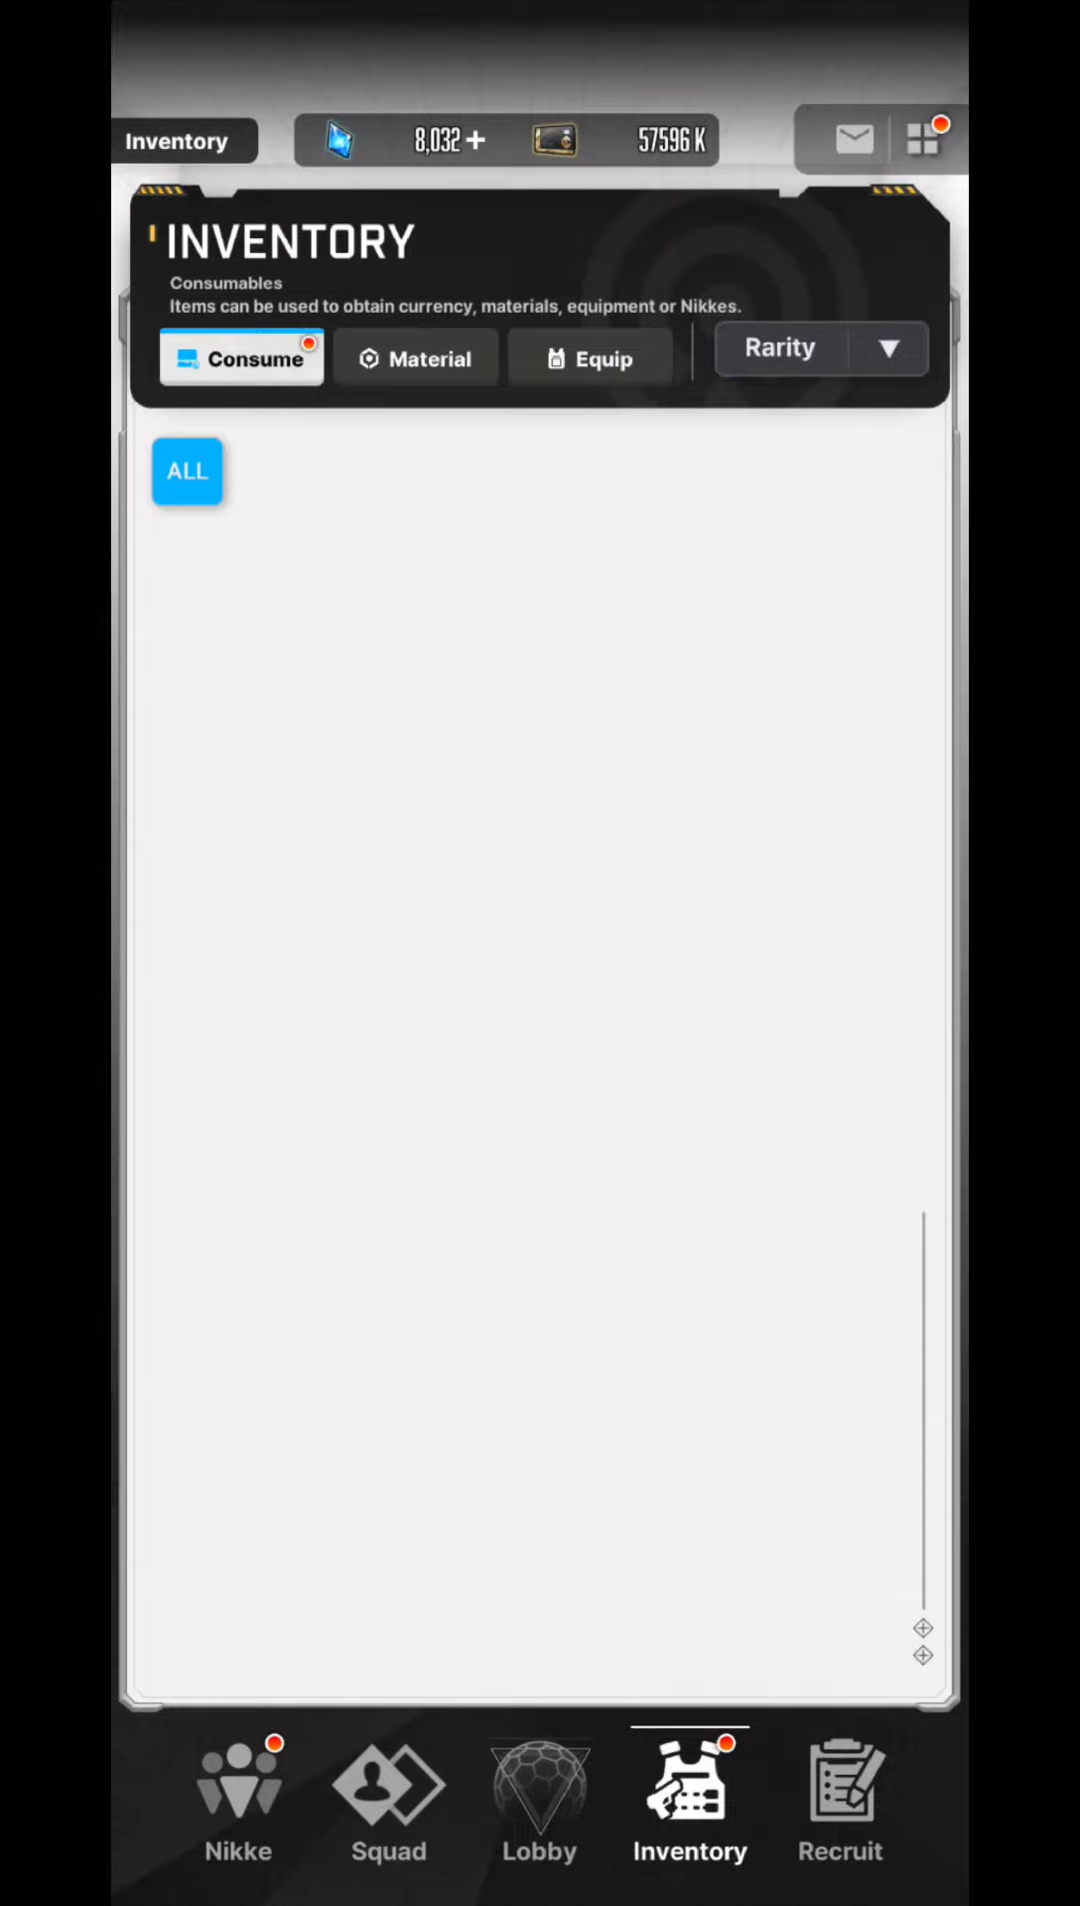 Inventory
8,032 +
57596 K
INVENTORY
Consumables
Items can be used to obtain currency, materials, equipment or Nikkes.
Consume
Material
Equip
Rarity
ALL
Nikke
Squad
Lobby
Inventory
Recruit